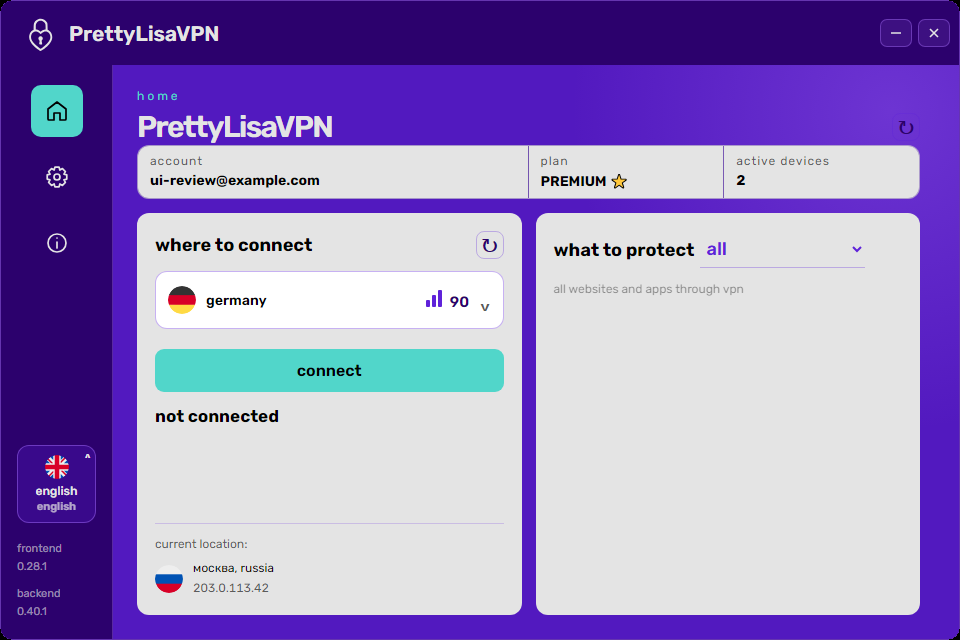 PrettyLisaVPN
home
PrettyLisaVPN
account
ui-review@example.com
plan
PREMIUM ⭐
active devices
2
where to connect
germany
90
v
connect
not connected
current location:
москва, russia
203.0.113.42
what to protect
all
all websites and apps through vpn
english
english
frontend
0.28.1
backend
0.40.1